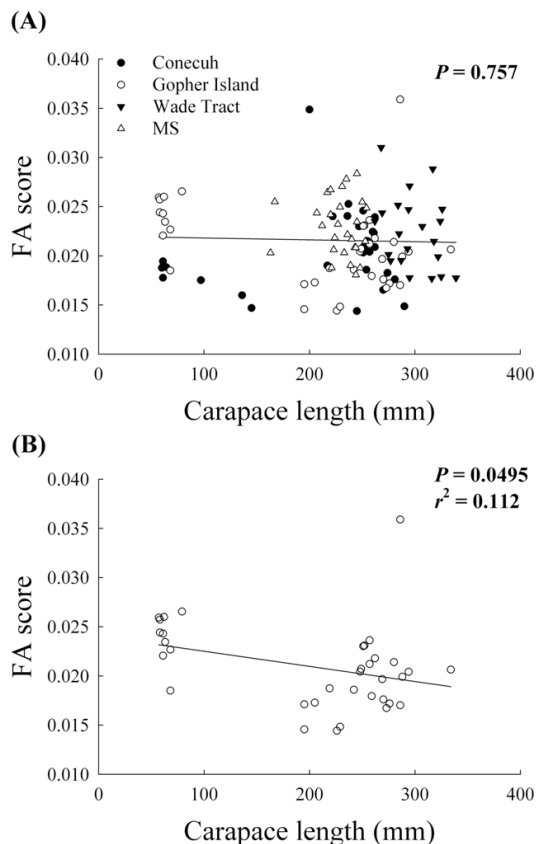 (A)
0.040
0.035
0.030
0.025
0.020
0.015
0.010
FA score
Conecuh
Gopher Island
Wade Tract
MS
P = 0.757
0 100 200 300 400
Carapace length (mm)
(B)
0.040
0.035
0.030
0.025
0.020
0.015
0.010
FA score
P = 0.0495
r² = 0.112
0 100 200 300 400
Carapace length (mm)